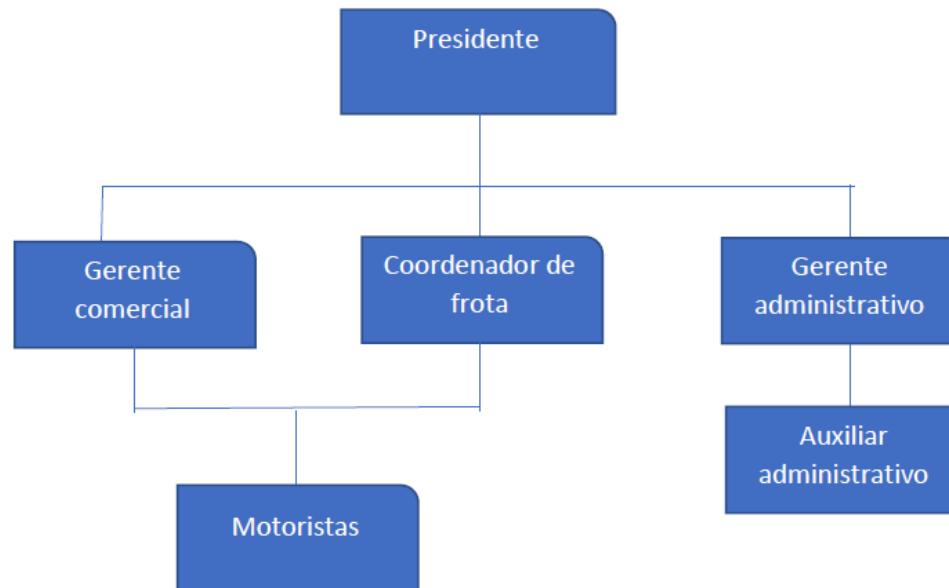 Presidente
Gerente
comercial
Coordenador de
frota
Gerente
administrativo
Auxiliar
administrativo
Motoristas